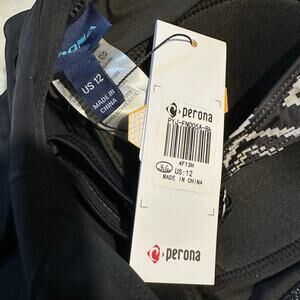 US 12
MADE IN
CHINA
perona
4F13H
US:12
MADE IN CHINA
perona